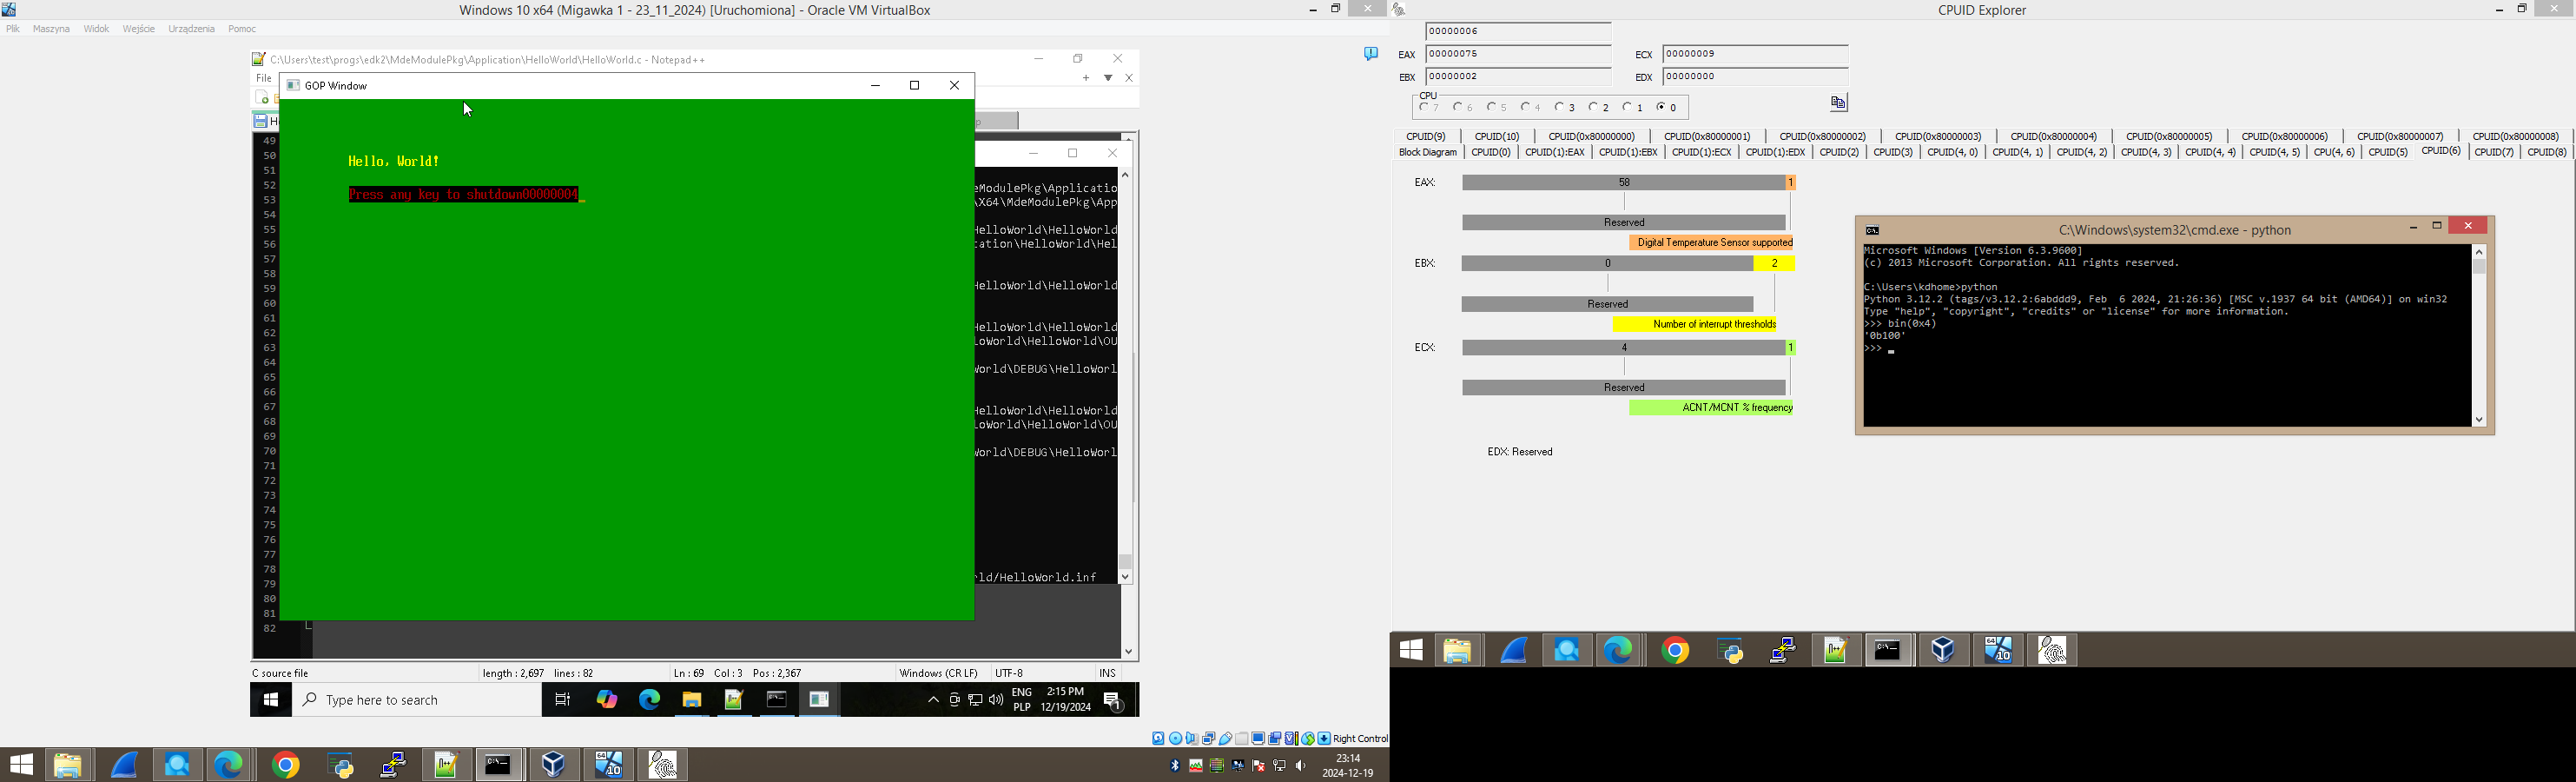 Windows 10 x64 (Migawka 1 - 23_11_2024) [Uruchomiona] - Oracle VM VirtualBox
Plik Maszyna Widok Wejście Urządzenia Pomoc
C:\Users\test\progs\edk2\MdeModulePkg\Application\HelloWorld\HelloWorld.c - Notepad++
File
GOP Window
Hello, World!
Press any key to shutdown00000004_
49
50
51
52
53
54
55
56
57
58
59
60
61
62
63
64
65
66
67
68
69
70
71
72
73
74
75
76
77
78
79
80
81
82
eModulePkg\Applicatio
\X64\MdeModulePkg\App
HelloWorld\HelloWorld
cation\HelloWorld\Hel
HelloWorld\HelloWorld
HelloWorld\HelloWorld
loWorld\HelloWorld\OU
World\DEBUG\HelloWorl
HelloWorld\HelloWorld
loWorld\HelloWorld\OU
World\DEBUG\HelloWorl
rld/HelloWorld.inf
C source file length : 2,697 lines : 82 Ln : 69 Col : 3 Pos : 2,367 Windows (CR LF) UTF-8 INS
Type here to search
ENG
PLP
2:15 PM
12/19/2024
1
Right Control
23:14
2024-12-19
CPUID Explorer
00000006
EAX 00000075 ECX 00000009
EBX 00000002 EDX 00000000
CPU
7 6 5 4 3 2 1 0
CPUID(9) CPUID(10) CPUID(0x80000000) CPUID(0x80000001) CPUID(0x80000002) CPUID(0x80000003) CPUID(0x80000004) CPUID(0x80000005) CPUID(0x80000006) CPUID(0x80000007) CPUID(0x80000008)
Block Diagram CPUID(0) CPUID(1):EAX CPUID(1):EBX CPUID(1):ECX CPUID(1):EDX CPUID(2) CPUID(3) CPUID(4, 0) CPUID(4, 1) CPUID(4, 2) CPUID(4, 3) CPUID(4, 4) CPUID(4, 5) CPU(4, 6) CPUID(5) CPUID(6) CPUID(7) CPUID(8)
EAX: 58 1
Reserved
Digital Temperature Sensor supported
EBX: 0 2
Reserved
Number of interrupt thresholds
ECX: 4 1
Reserved
ACNT/MCNT % frequency
EDX: Reserved
C:\Windows\system32\cmd.exe - python
Microsoft Windows [Version 6.3.9600]
(c) 2013 Microsoft Corporation. All rights reserved.
C:\Users\kdhome>python
Python 3.12.2 (tags/v3.12.2:6abddd9, Feb  6 2024, 21:26:36) [MSC v.1937 64 bit (AMD64)] on win32
Type "help", "copyright", "credits" or "license" for more information.
>>> bin(0x4)
'0b100'
>>>